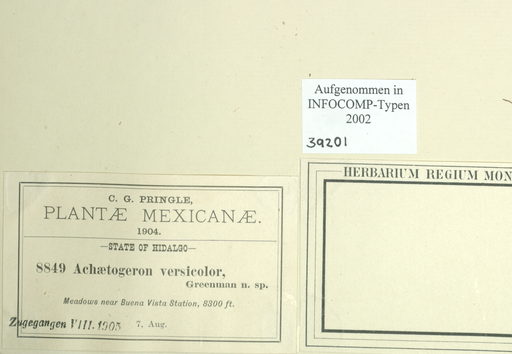 Aufgenommen in
INFOCOMP-Typen
2002
39201
HERBARIUM REGIUM MON
C. G. PRINGLE,
PLANTÆ MEXICANÆ.
1904.
—STATE OF HIDALGO—
8849 Achætogeron versicolor,
Greenman n. sp.
Meadows near Buena Vista Station, 8300 ft.
Zugegangen VIII.1905 7, Aug.